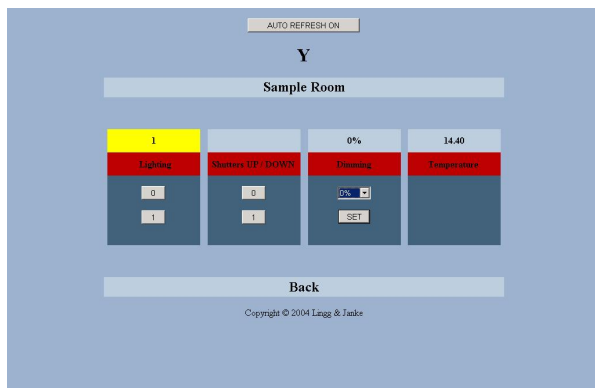 AUTO REFRESH ON
Y
Sample Room
1 0% 14.40
Lighting Shutters UP / DOWN Dimming Temperature
0 0 0%
1 1 SET
Back
Copyright © 2004 Lingg & Janke